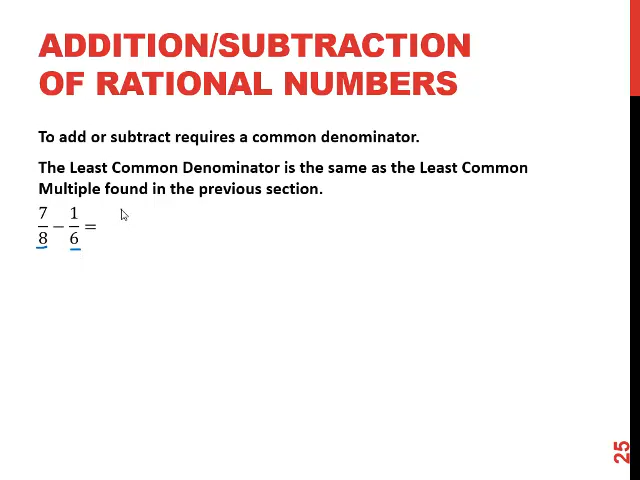 ADDITION/SUBTRACTION
OF RATIONAL NUMBERS
To add or subtract requires a common denominator.
The Least Common Denominator is the same as the Least Common
Multiple found in the previous section.
7/8 − 1/6 =
25